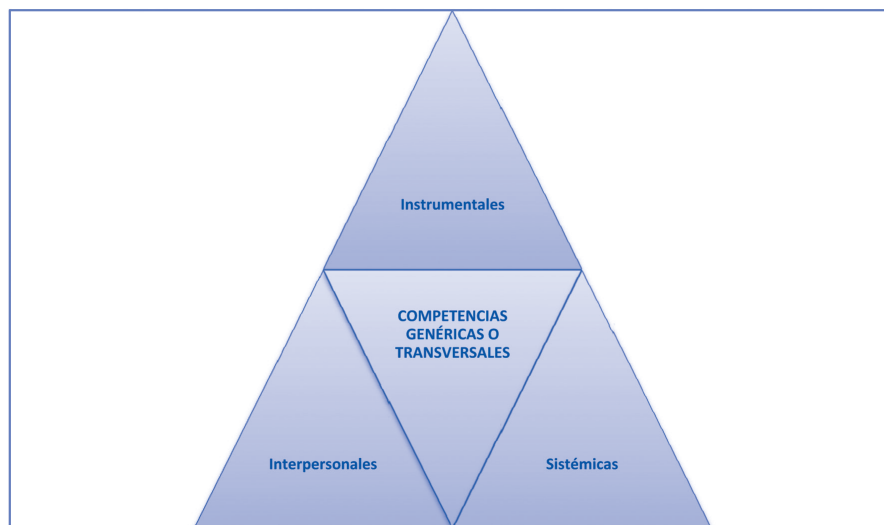 Instrumentales
COMPETENCIAS
GENÉRICAS O
TRANSVERSALES
Interpersonales
Sistémicas